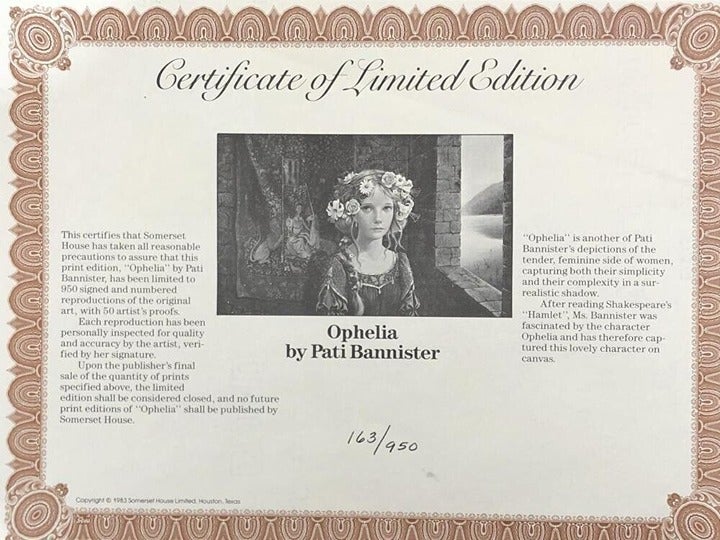 Certificate of Limited Edition
This certifies that Somerset
House has taken all reasonable
precautions to assure that this
print edition, "Ophelia" by Pati
Bannister, has been limited to
950 signed and numbered
reproductions of the original
art, with 50 artist's proofs.
Each reproduction has been
personally inspected for quality
and accuracy by the artist, veri-
fied by her signature.
Upon the publisher's final
sale of the quantity of prints
specified above, the limited
edition shall be considered closed, and no future
print editions of "Ophelia" shall be published by
Somerset House.
Ophelia
by Pati Bannister
"Ophelia" is another of Pati
Bannister's depictions of the
tender, feminine side of women,
capturing both their simplicity
and their complexity in a sur-
realistic shadow.
After reading Shakespeare's
"Hamlet", Ms. Bannister was
fascinated by the character
Ophelia and has therefore cap-
tured this lovely character on
canvas.
163/950
Copyright © 1983 Somerset House Limited, Houston, Texas